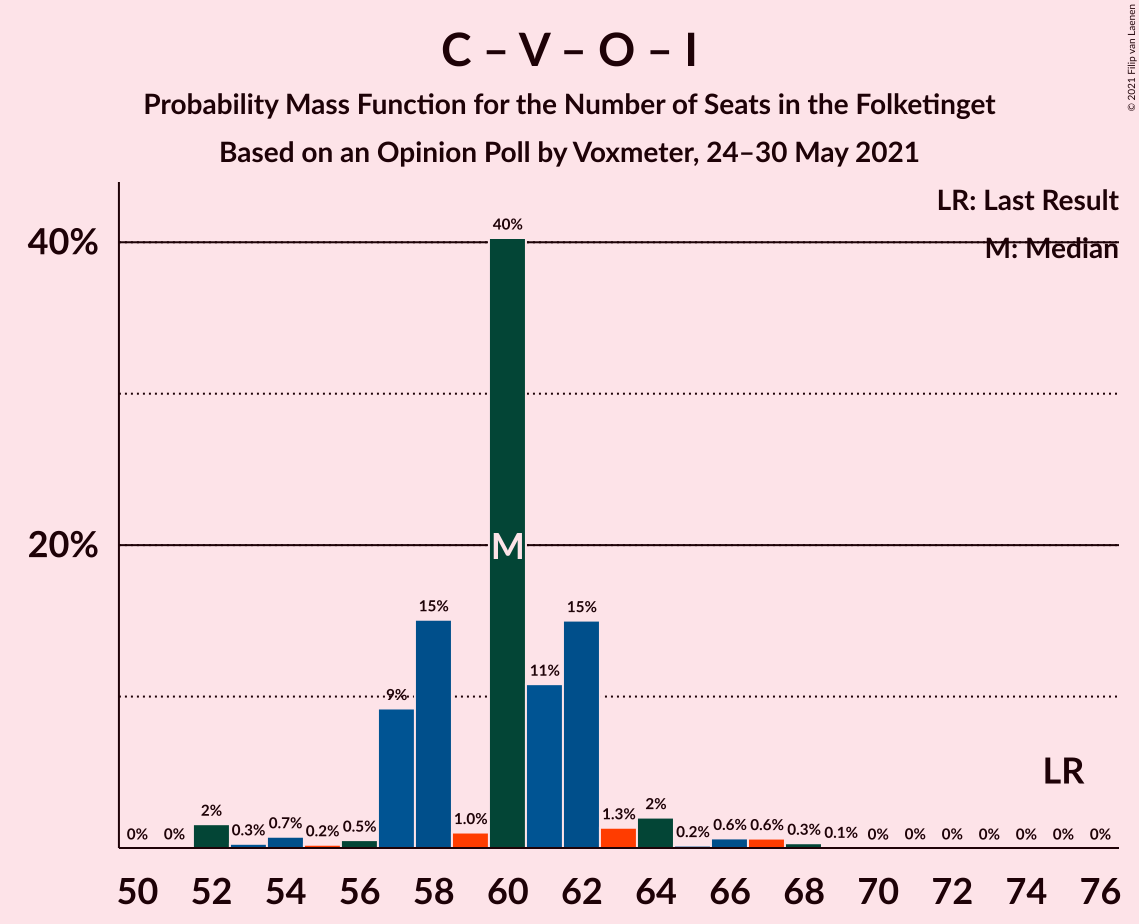 C – V – O – I
Probability Mass Function for the Number of Seats in the Folketinget
Based on an Opinion Poll by Voxmeter, 24–30 May 2021
© 2021 Filip van Laenen
LR: Last Result
M: Median
40%
20%
0% 0% 2% 0.3% 0.7% 0.2% 0.5% 9% 15% 1.0% 40% 11% 15% 1.3% 2% 0.2% 0.6% 0.6% 0.3% 0.1% 0% 0% 0% 0% 0% 0% 0%
M
LR
50 52 54 56 58 60 62 64 66 68 70 72 74 76